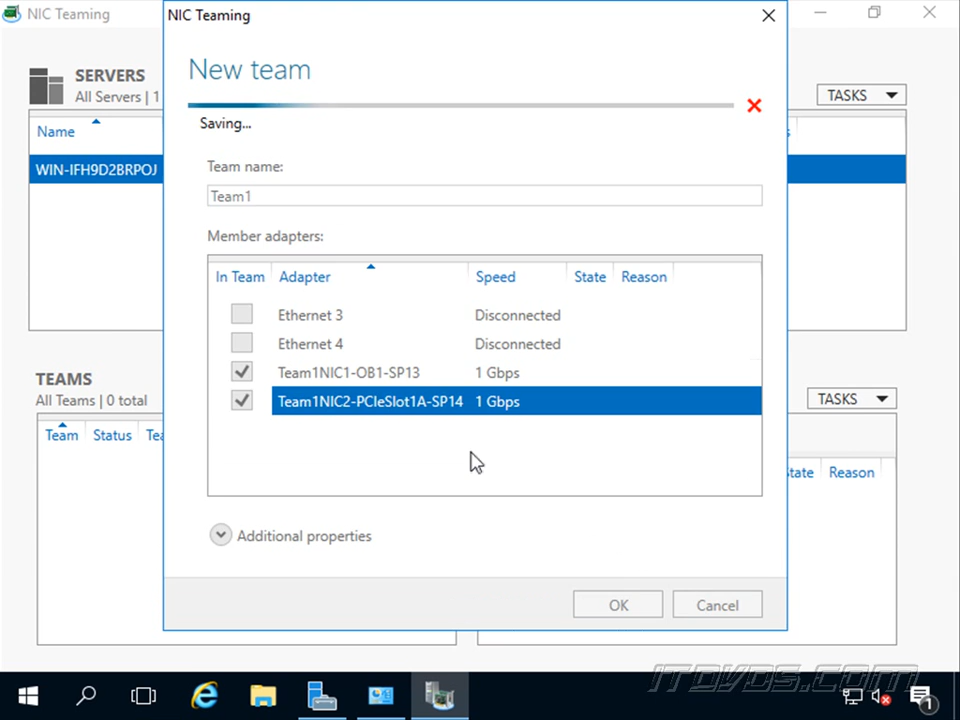 NIC Teaming
NIC Teaming
New team
Saving...
SERVERS
All Servers | 1
TASKS
Name
WIN-IFH9D2BRPOJ
Team name:
Team1
Member adapters:
In Team Adapter Speed State Reason
Ethernet 3 Disconnected
Ethernet 4 Disconnected
Team1NIC1-OB1-SP13 1 Gbps
Team1NIC2-PCIeSlot1A-SP14 1 Gbps
TEAMS
All Teams | 0 total
TASKS
Team Status Tea
State Reason
Additional properties
OK Cancel
ITDVDS.COM
1